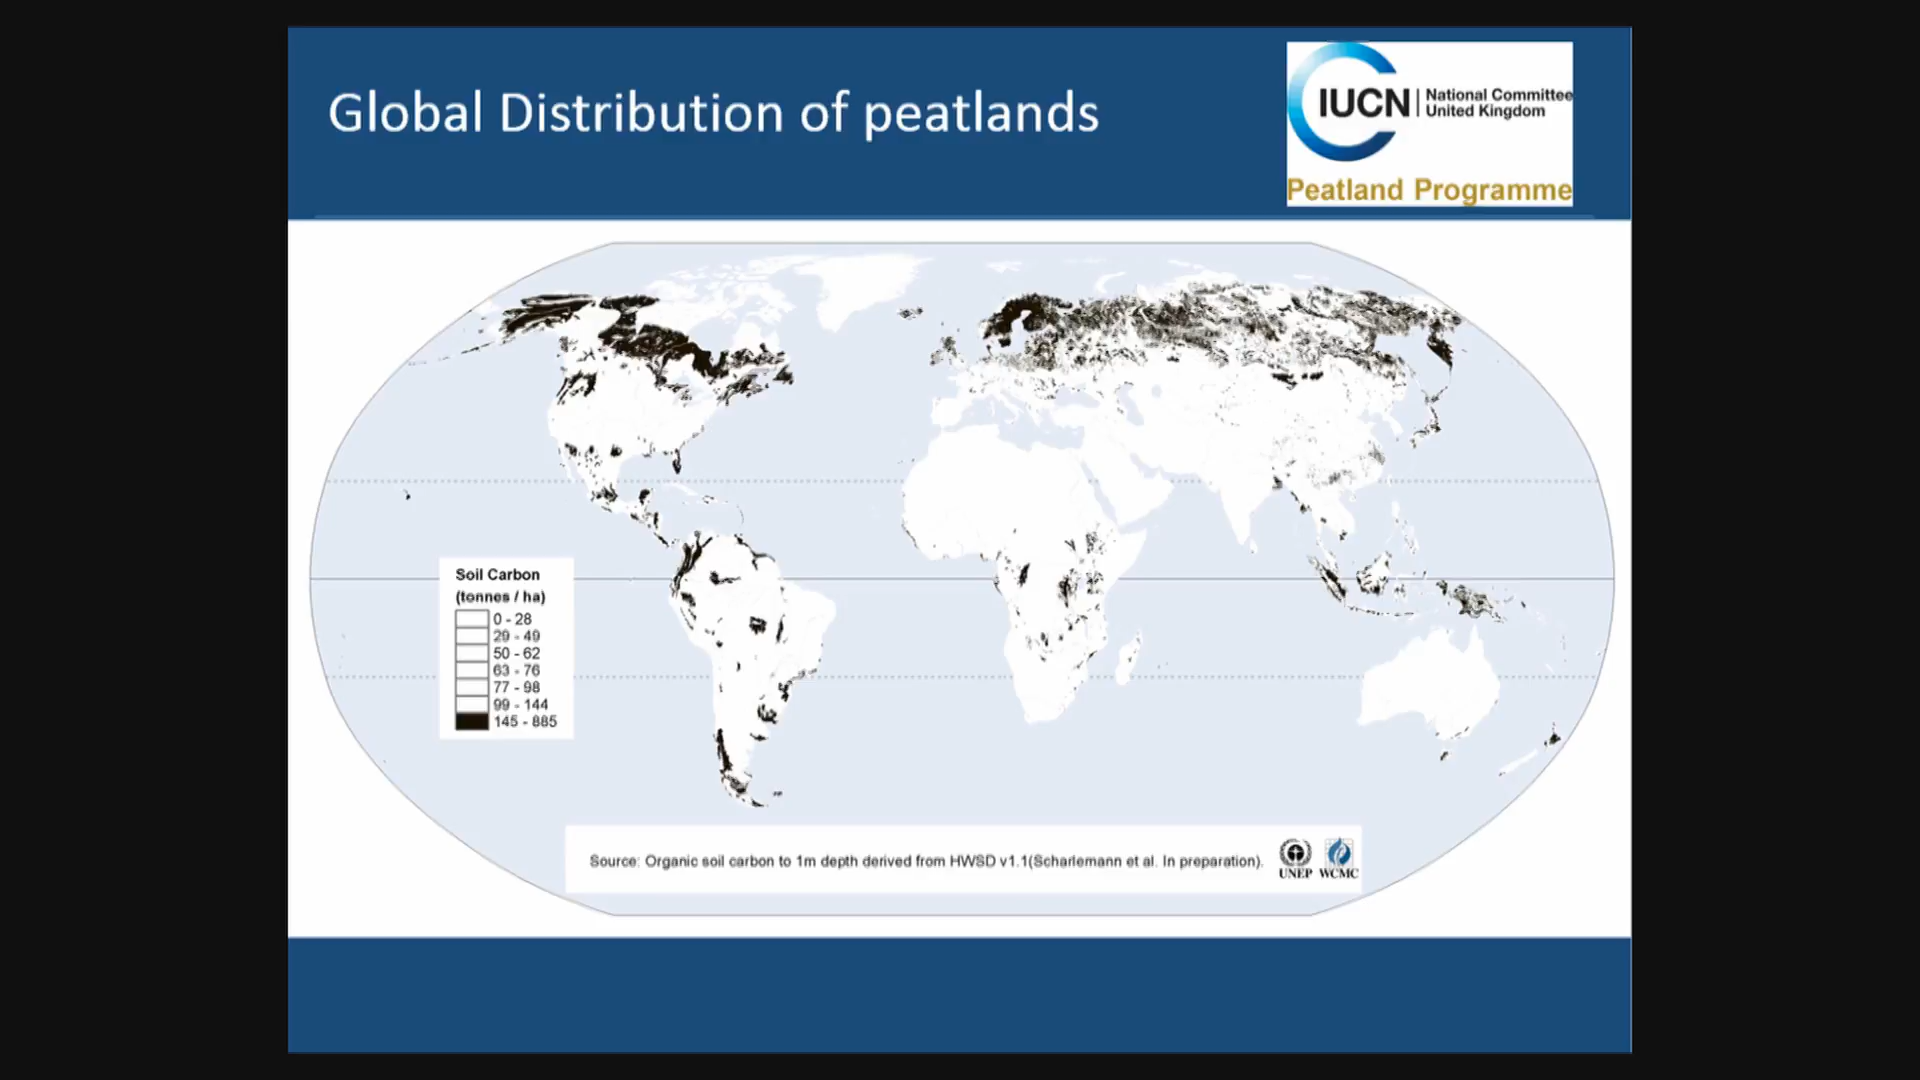 Global Distribution of peatlands
IUCN
National Committee
United Kingdom
Peatland Programme
Soil Carbon
(tonnes / ha)
0 - 28
29 - 49
50 - 62
63 - 76
77 - 98
99 - 144
145 - 885
Source: Organic soil carbon to 1m depth derived from HWSD v1.1(Scharlemann et al. In preparation).
UNEP WCMC